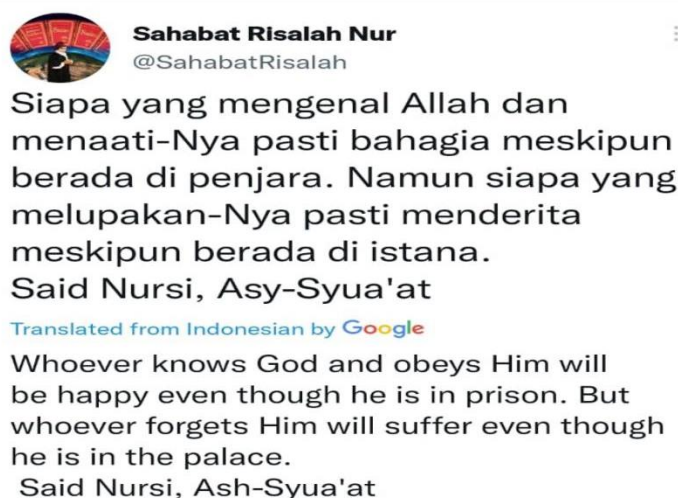 Sahabat Risalah Nur
@SahabatRisalah
Siapa yang mengenal Allah dan
menaati-Nya pasti bahagia meskipun
berada di penjara. Namun siapa yang
melupakan-Nya pasti menderita
meskipun berada di istana.
Said Nursi, Asy-Syua'at
Translated from Indonesian by Google
Whoever knows God and obeys Him will
be happy even though he is in prison. But
whoever forgets Him will suffer even though
he is in the palace.
Said Nursi, Ash-Syua'at